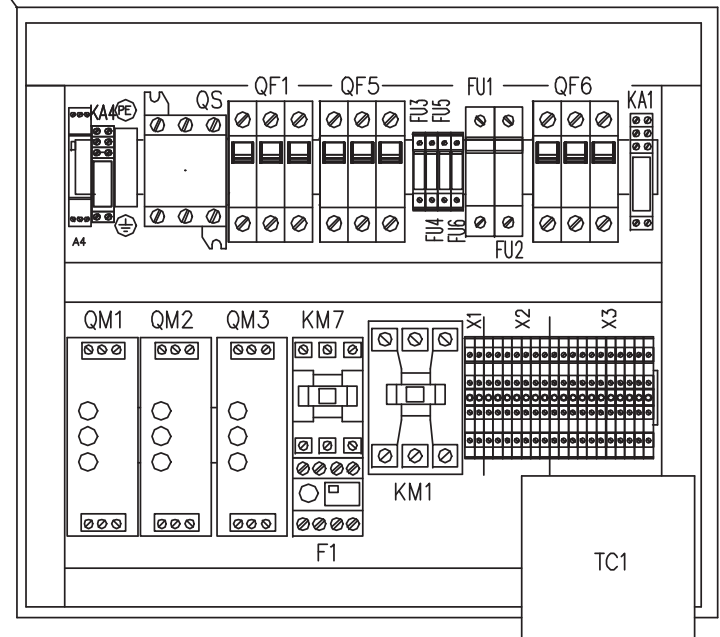 QF1 QF5 FU1 QF6
KA4 PE QS FU3 FU5 KA1
A4 FU4 FU6 FU2
QM1 QM2 QM3 KM7 X1 X2 X3
KM1
F1
TC1